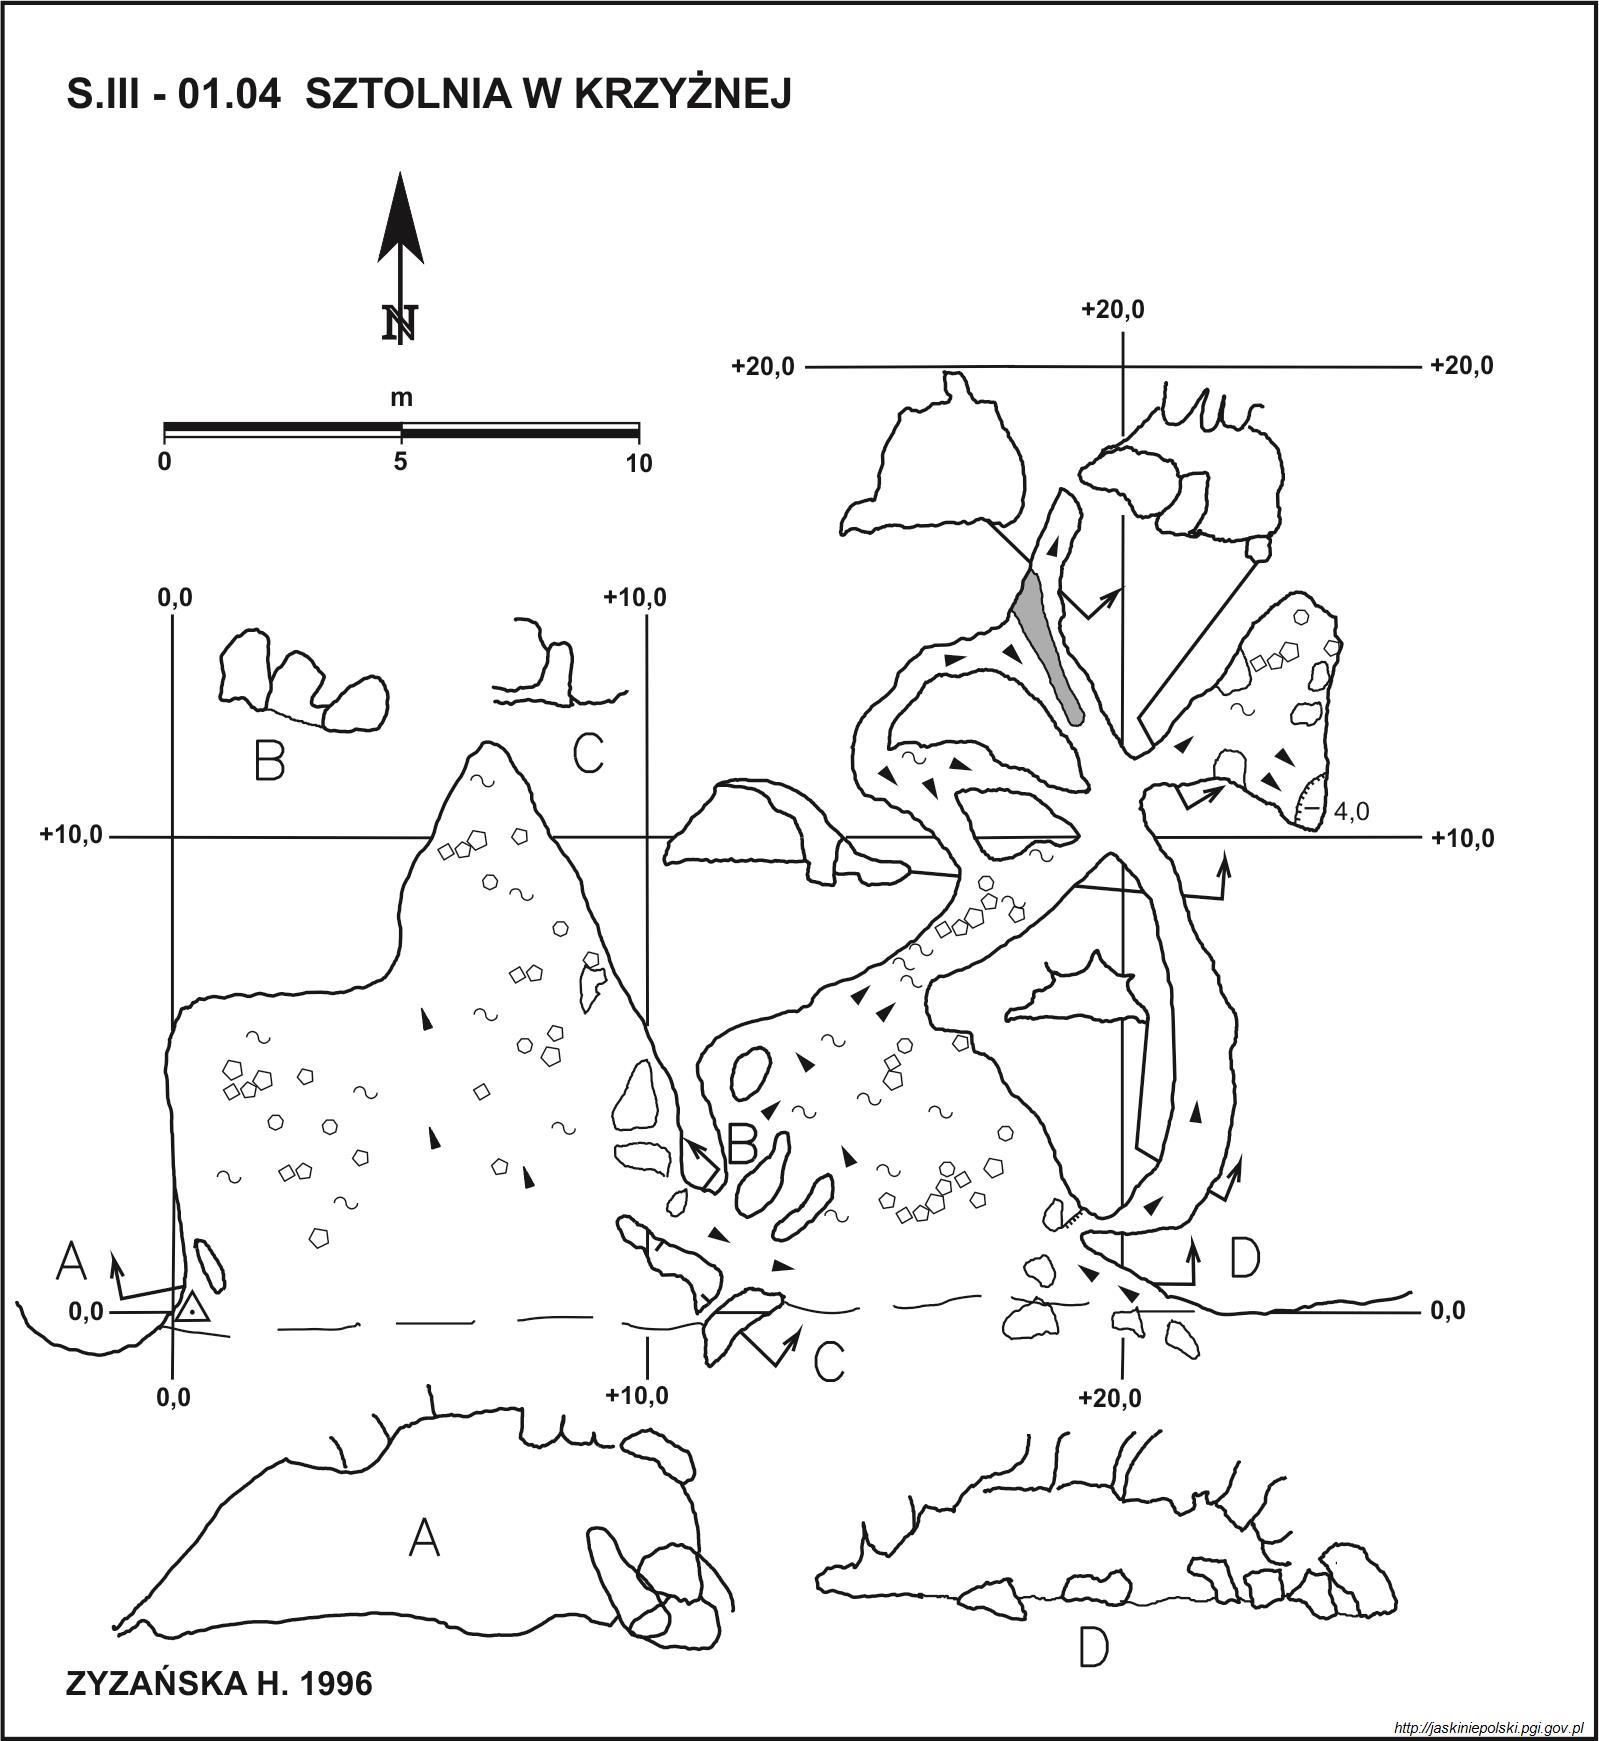 S.III - 01.04 SZTOLNIA W KRZYŻNEJ
N
m
0 5 10
+20,0
+20,0 +20,0
0,0 +10,0
B C
+10,0 +10,0
4,0
B
A D
0,0 0,0
C
0,0 +10,0 +20,0
A
D
ZYZAŃSKA H. 1996
http://jaskiniepolski.pgi.gov.pl